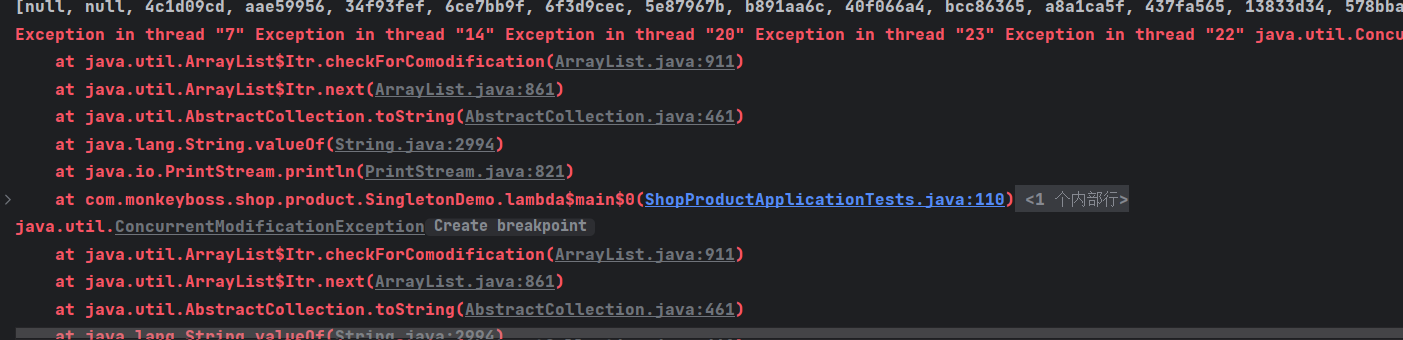 [null, null, 4c1d09cd, aae59956, 34f93fef, 6ce7bb9f, 6f3d9cec, 5e87967b, b891aa6c, 40f066a4, bcc86365, a8a1ca5f, 437fa565, 13833d34, 578bba
Exception in thread "7" Exception in thread "14" Exception in thread "20" Exception in thread "23" Exception in thread "22" java.util.Concu
at java.util.ArrayList$Itr.checkForComodification(ArrayList.java:911)
at java.util.ArrayList$Itr.next(ArrayList.java:861)
at java.util.AbstractCollection.toString(AbstractCollection.java:461)
at java.lang.String.valueOf(String.java:2994)
at java.io.PrintStream.println(PrintStream.java:821)
at com.monkeyboss.shop.product.SingletonDemo.lambda$main$0(ShopProductApplicationTests.java:110) <1 个内部行>
java.util.ConcurrentModificationException Create breakpoint
at java.util.ArrayList$Itr.checkForComodification(ArrayList.java:911)
at java.util.ArrayList$Itr.next(ArrayList.java:861)
at java.util.AbstractCollection.toString(AbstractCollection.java:461)
at java.lang.String.valueOf(String.java:2994)